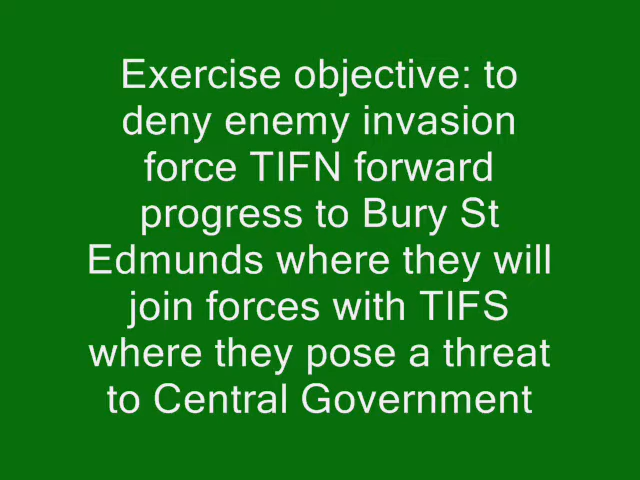 Exercise objective: to
deny enemy invasion
force TIFN forward
progress to Bury St
Edmunds where they will
join forces with TIFS
where they pose a threat
to Central Government